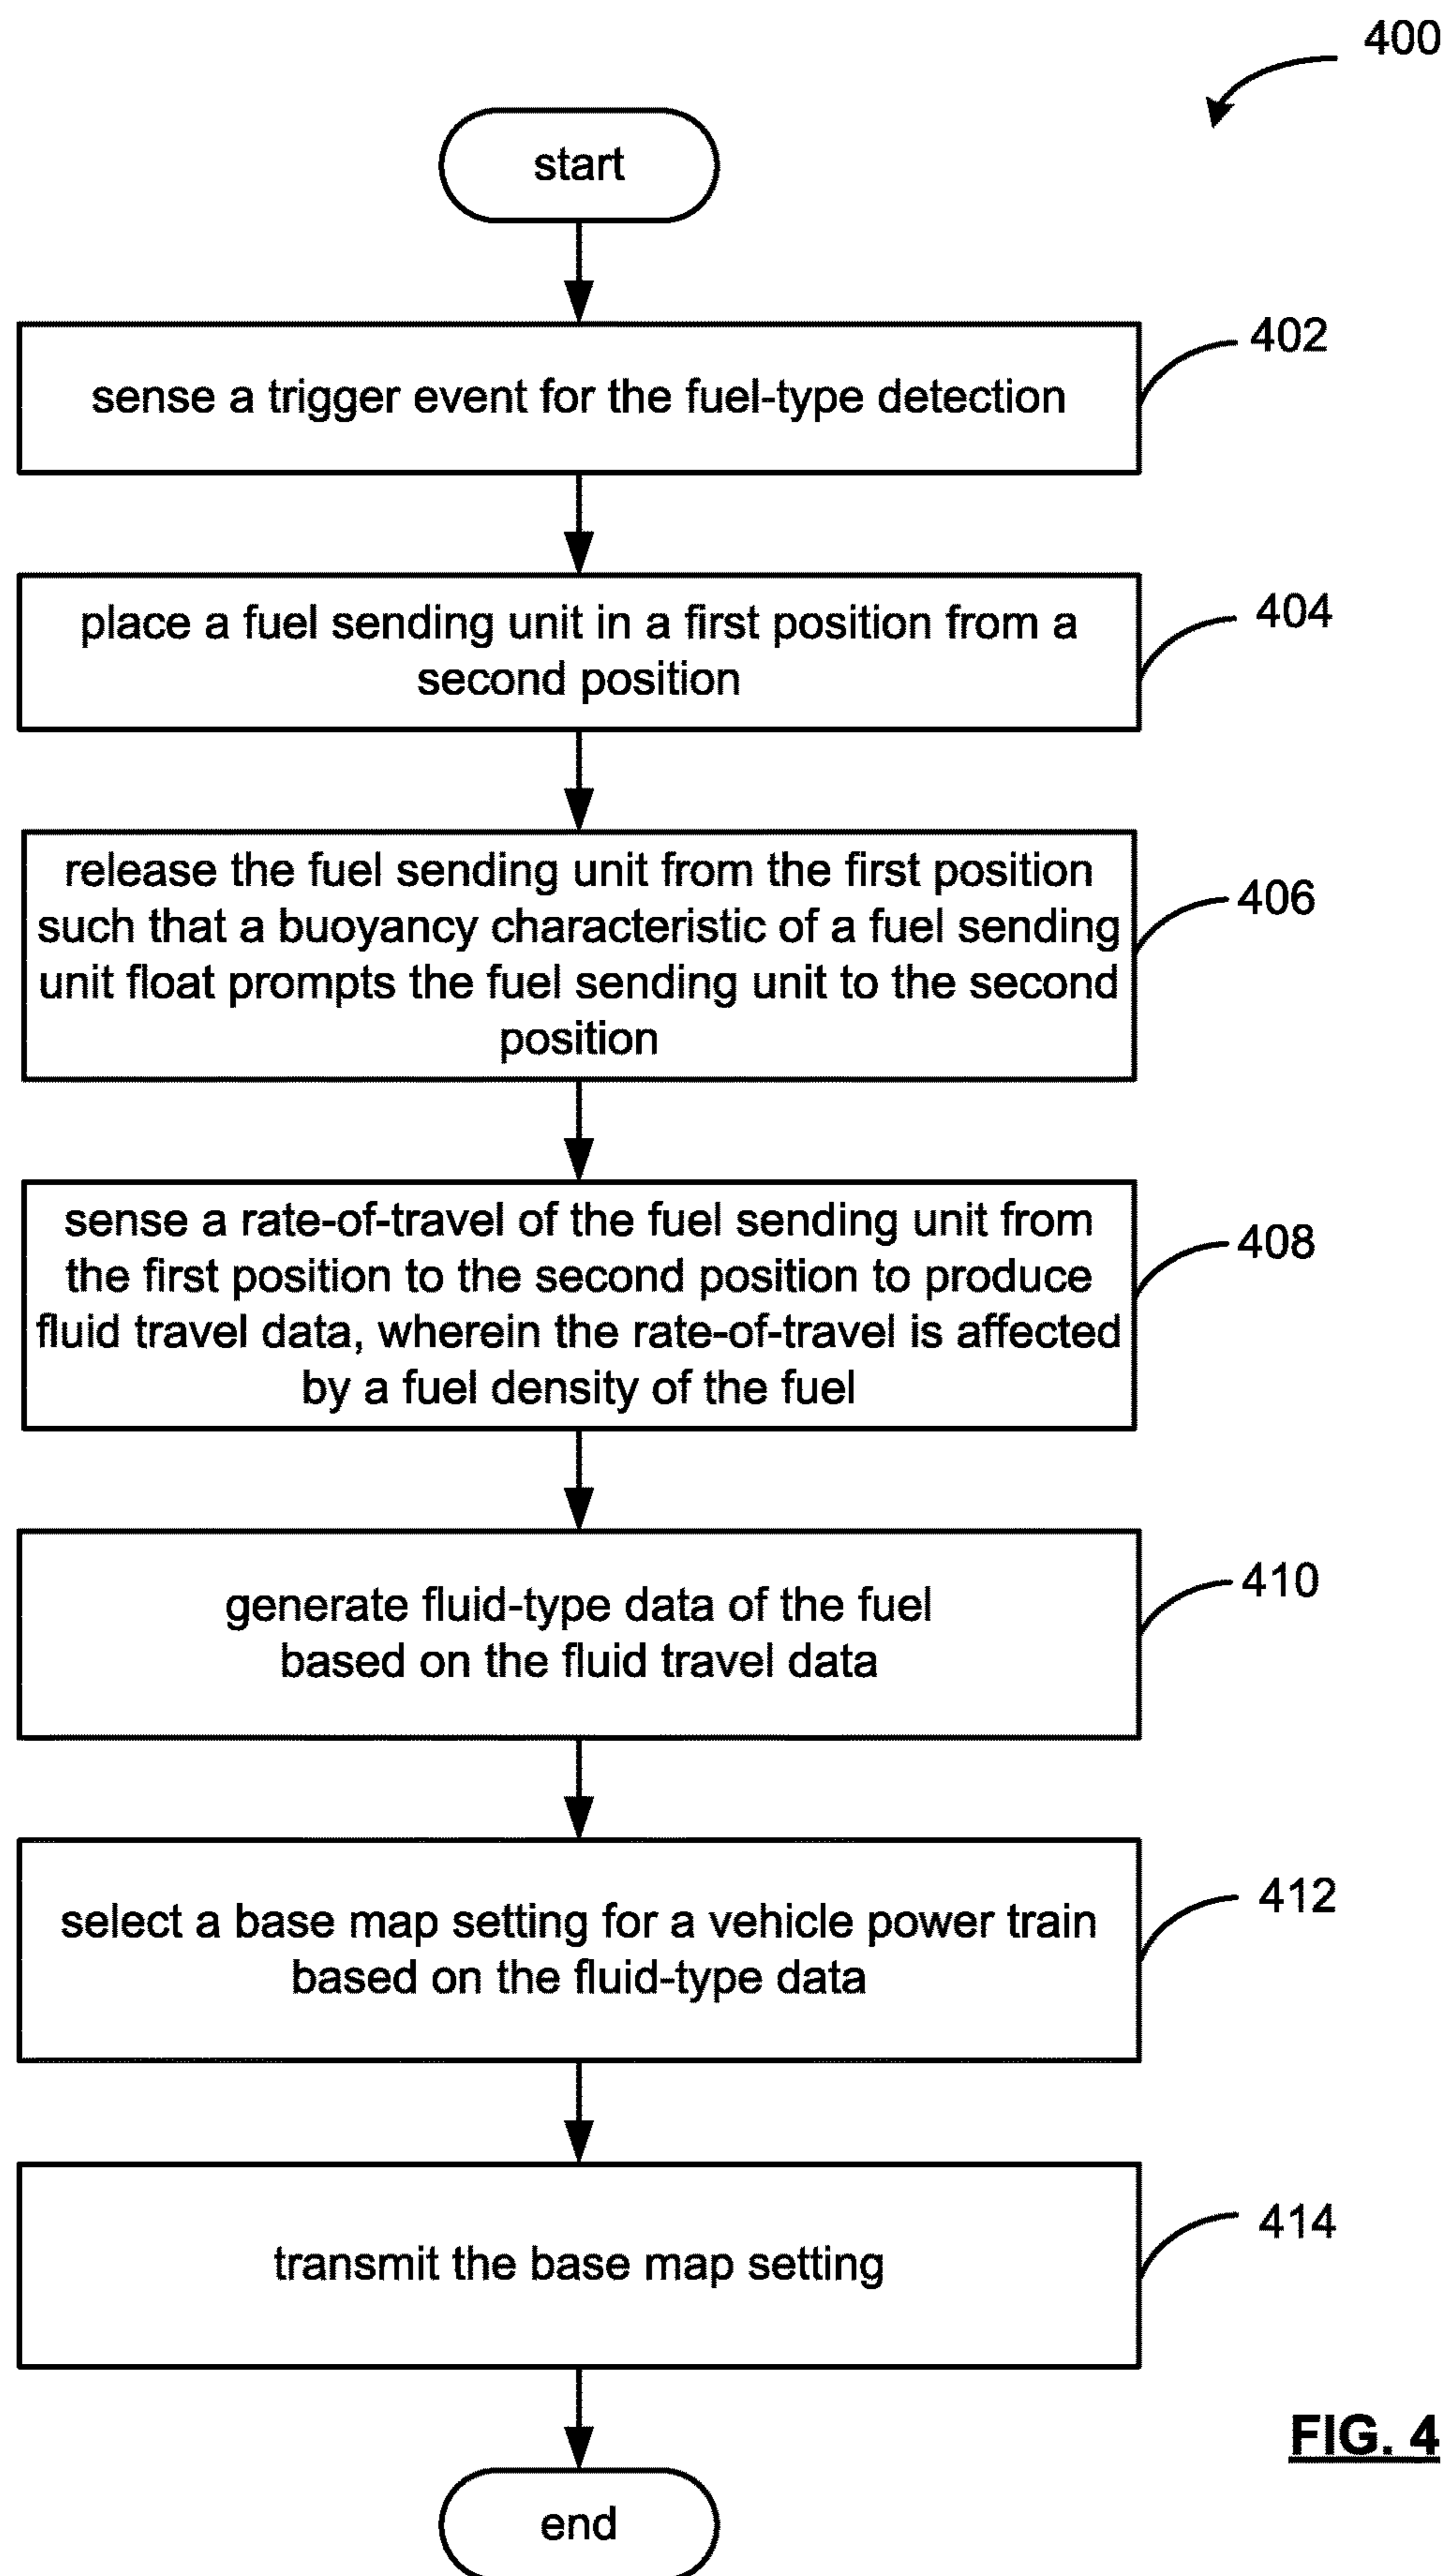 400
start
sense a trigger event for the fuel-type detection
402
place a fuel sending unit in a first position from a
second position
404
release the fuel sending unit from the first position
such that a buoyancy characteristic of a fuel sending
unit float prompts the fuel sending unit to the second
position
406
sense a rate-of-travel of the fuel sending unit from
the first position to the second position to produce
fluid travel data, wherein the rate-of-travel is affected
by a fuel density of the fuel
408
generate fluid-type data of the fuel
based on the fluid travel data
410
select a base map setting for a vehicle power train
based on the fluid-type data
412
transmit the base map setting
414
FIG. 4
end